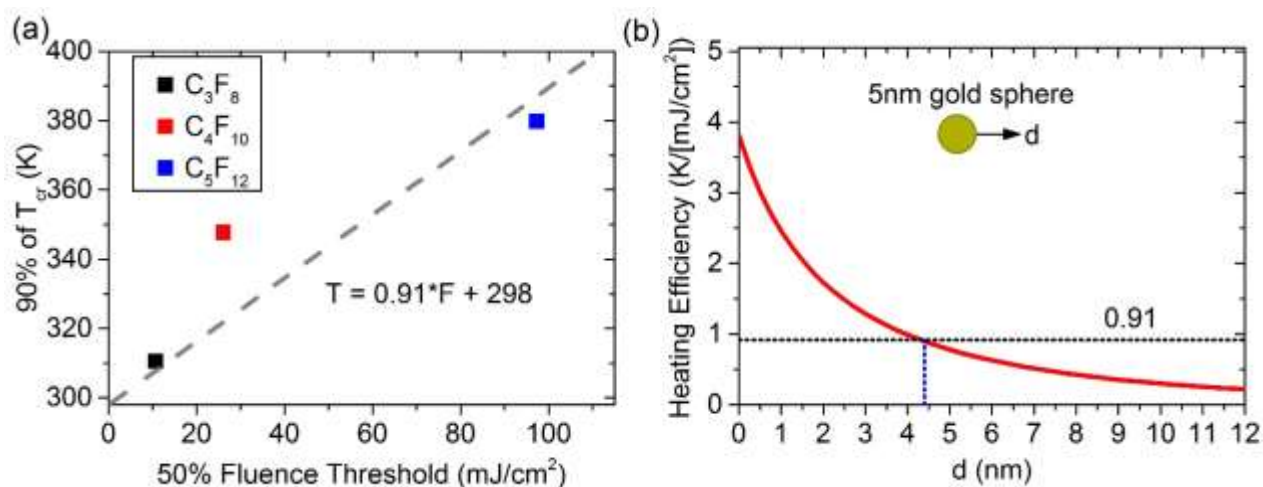 (a)
400
380
360
340
320
300
90% of T_cr (K)
C₃F₈
C₄F₁₀
C₅F₁₂
T = 0.91*F + 298
0 20 40 60 80 100
50% Fluence Threshold (mJ/cm²)
(b)
5
4
3
2
1
0
Heating Efficiency (K/[mJ/cm²])
5nm gold sphere
d
0.91
0 1 2 3 4 5 6 7 8 9 10 11 12
d (nm)